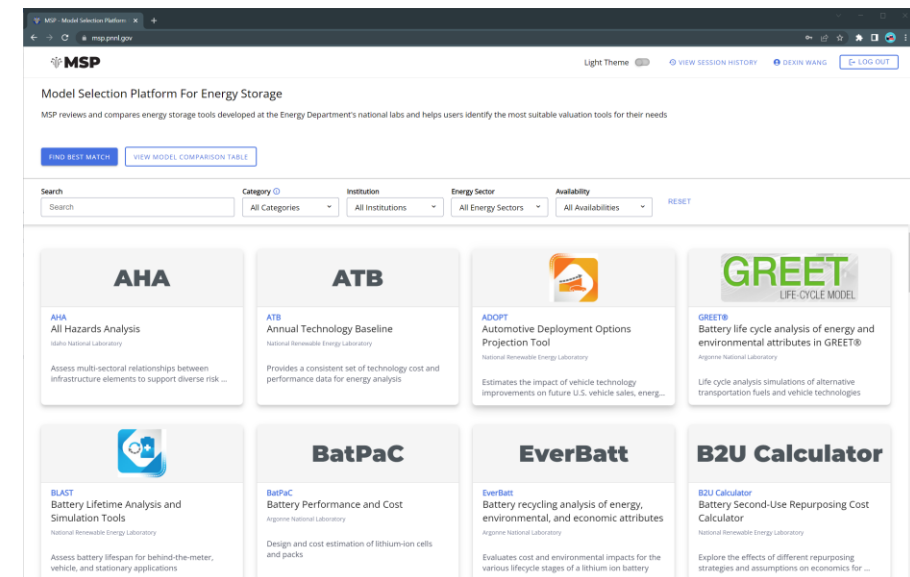 MSP - Model Selection Platform
msp.pnnl.gov
MSP
Light Theme
VIEW SESSION HISTORY
DEXIN WANG
LOG OUT
Model Selection Platform For Energy Storage
MSP reviews and compares energy storage tools developed at the Energy Department's national labs and helps users identify the most suitable valuation tools for their needs
FIND BEST MATCH
VIEW MODEL COMPARISON TABLE
Search
Category
Institution
Energy Sector
Availability
Search
All Categories
All Institutions
All Energy Sectors
All Availabilities
RESET
AHA
AHA
All Hazards Analysis
Idaho National Laboratory
Assess multi-sectoral relationships between
infrastructure elements to support diverse risk ...
ATB
ATB
Annual Technology Baseline
National Renewable Energy Laboratory
Provides a consistent set of technology cost and
performance data for energy analysis
ADOPT
Automotive Deployment Options
Projection Tool
National Renewable Energy Laboratory
Estimates the impact of vehicle technology
improvements on future U.S. vehicle sales, energ...
GREET
LIFE-CYCLE MODEL
GREET®
Battery life cycle analysis of energy and
environmental attributes in GREET®
Argonne National Laboratory
Life cycle analysis simulations of alternative
transportation fuels and vehicle technologies
BLAST
Battery Lifetime Analysis and
Simulation Tools
National Renewable Energy Laboratory
Assess battery lifespan for behind-the-meter,
vehicle, and stationary applications
BatPaC
BatPaC
Battery Performance and Cost
Argonne National Laboratory
Design and cost estimation of lithium-ion cells
and packs
EverBatt
EverBatt
Battery recycling analysis of energy,
environmental, and economic attributes
Argonne National Laboratory
Evaluates cost and environmental impacts for the
various lifecycle stages of a lithium ion battery
B2U Calculator
B2U Calculator
Battery Second-Use Repurposing Cost
Calculator
National Renewable Energy Laboratory
Explore the effects of different repurposing
strategies and assumptions on economics for ...